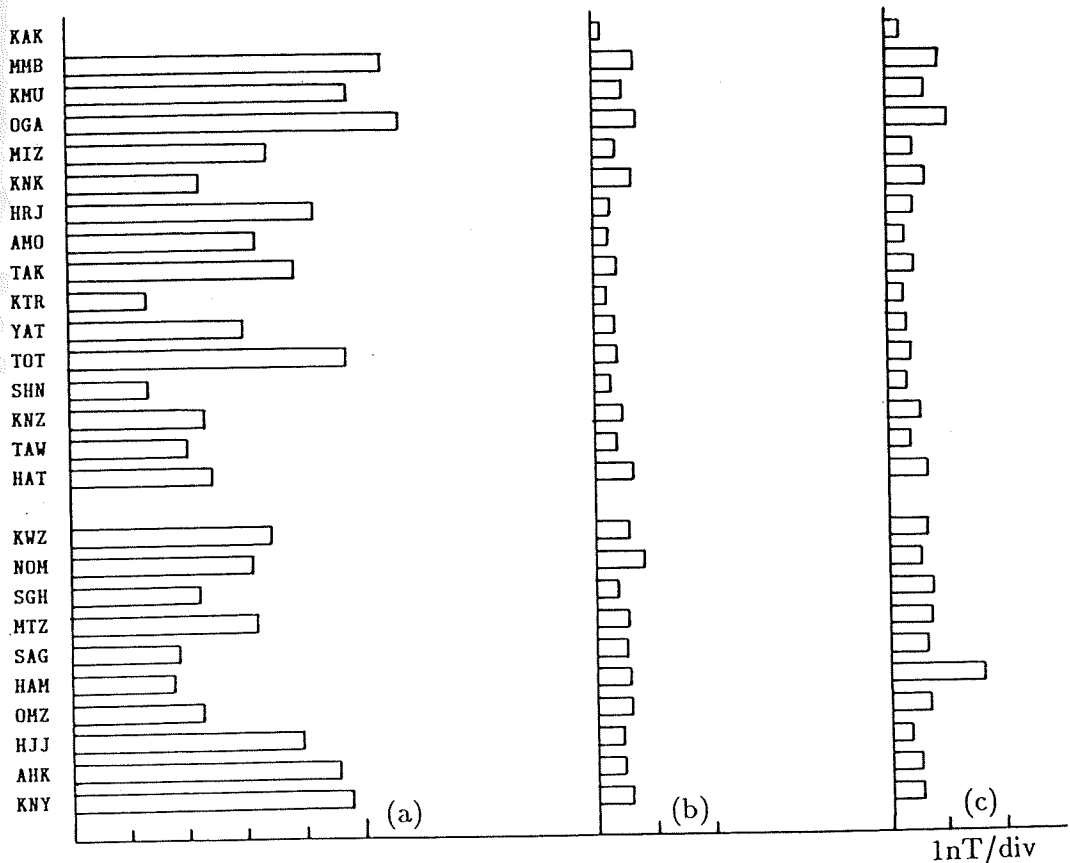 KAK
MMB
KMU
OGA
MIZ
KNK
HRJ
AMO
TAK
KTR
YAT
TOT
SHN
KNZ
TAW
HAT
KWZ
NOM
SGH
MTZ
SAG
HAM
OMZ
HJJ
AHK
KNY
(a) (b) (c)
1nT/div